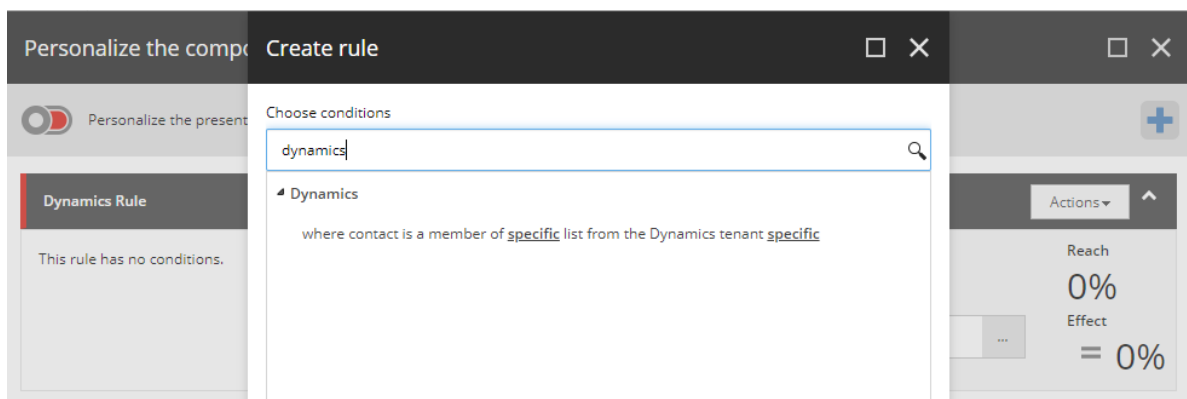 Personalize the compo
Create rule
Personalize the present
Choose conditions
dynamics
Dynamics
where contact is a member of specific list from the Dynamics tenant specific
Dynamics Rule
Actions
This rule has no conditions.
Reach
0%
Effect
...
= 0%